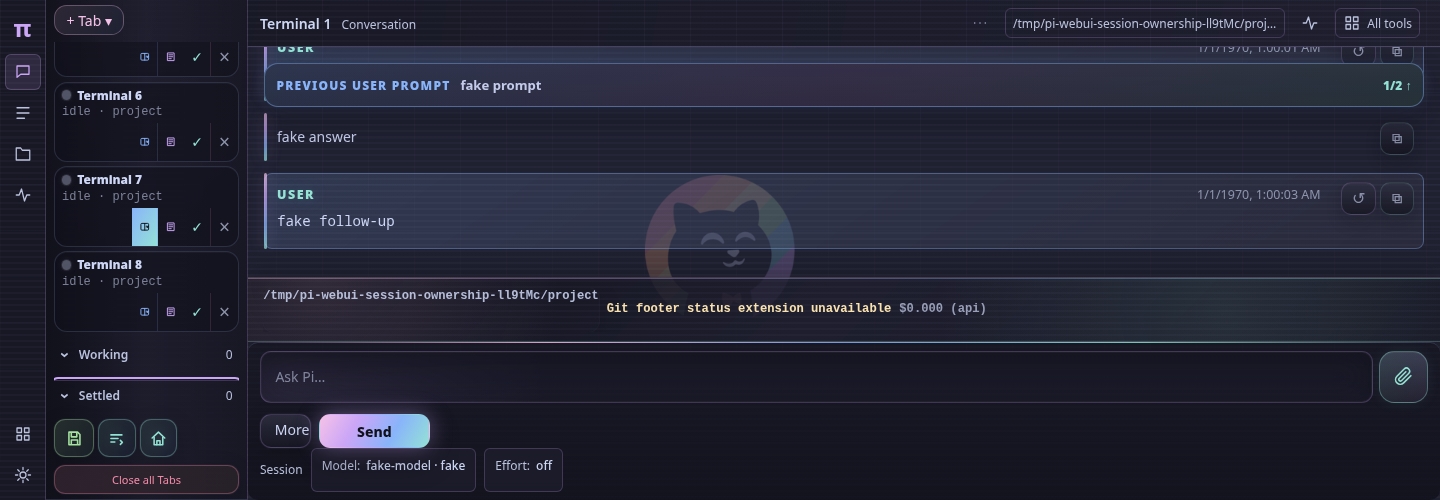 π
+ Tab ▾
Terminal 6
idle · project
Terminal 7
idle · project
Terminal 8
idle · project
Working 0
Settled 0
Close all Tabs
Terminal 1 Conversation
··· /tmp/pi-webui-session-ownership-ll9tMc/proj... All tools
USER 1/1/1970, 1:00:01 AM
PREVIOUS USER PROMPT fake prompt 1/2 ↑
fake answer
USER 1/1/1970, 1:00:03 AM
fake follow-up
/tmp/pi-webui-session-ownership-ll9tMc/project
Git footer status extension unavailable $0.000 (api)
Ask Pi...
More Send
Session Model: fake-model · fake Effort: off